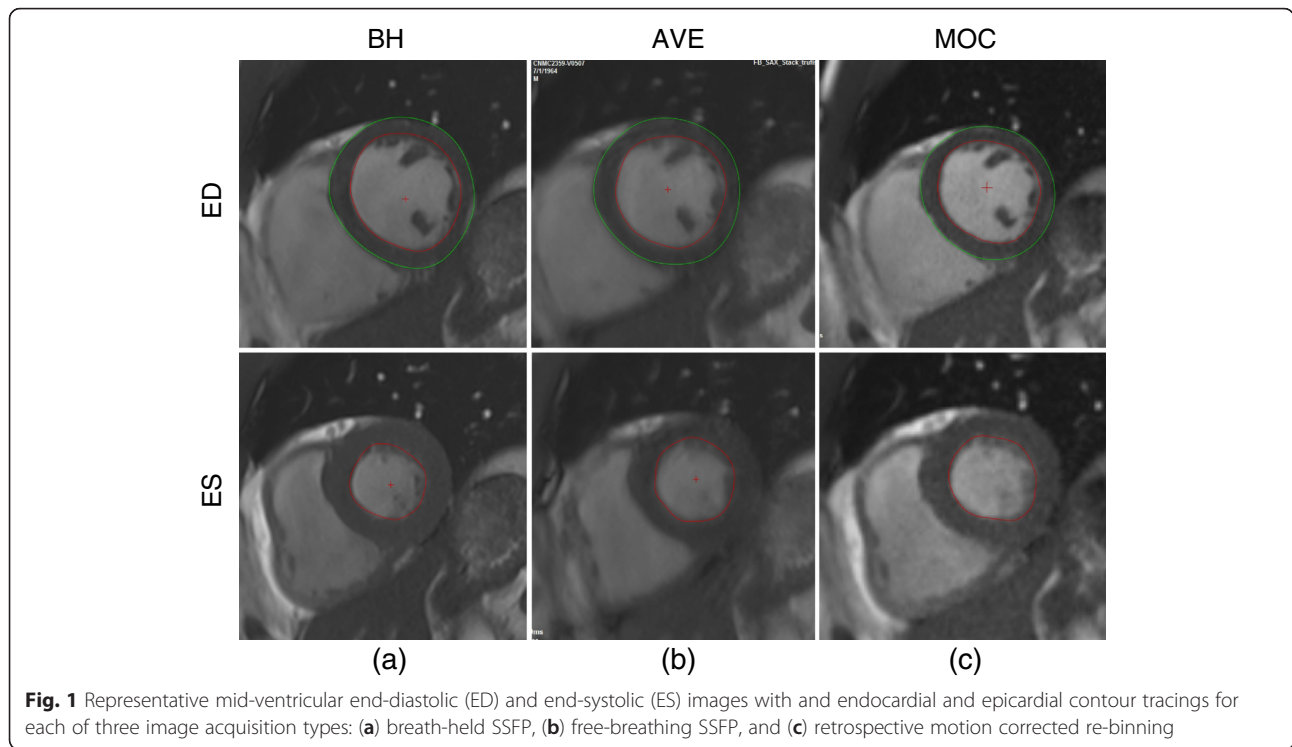 BH AVE MOC
CNMC2359-V0507 FB_SAX_Stack_trufi
7/1/1964
M
ED
ES
(a) (b) (c)
Fig. 1 Representative mid-ventricular end-diastolic (ED) and end-systolic (ES) images with and endocardial and epicardial contour tracings for
each of three image acquisition types: (a) breath-held SSFP, (b) free-breathing SSFP, and (c) retrospective motion corrected re-binning